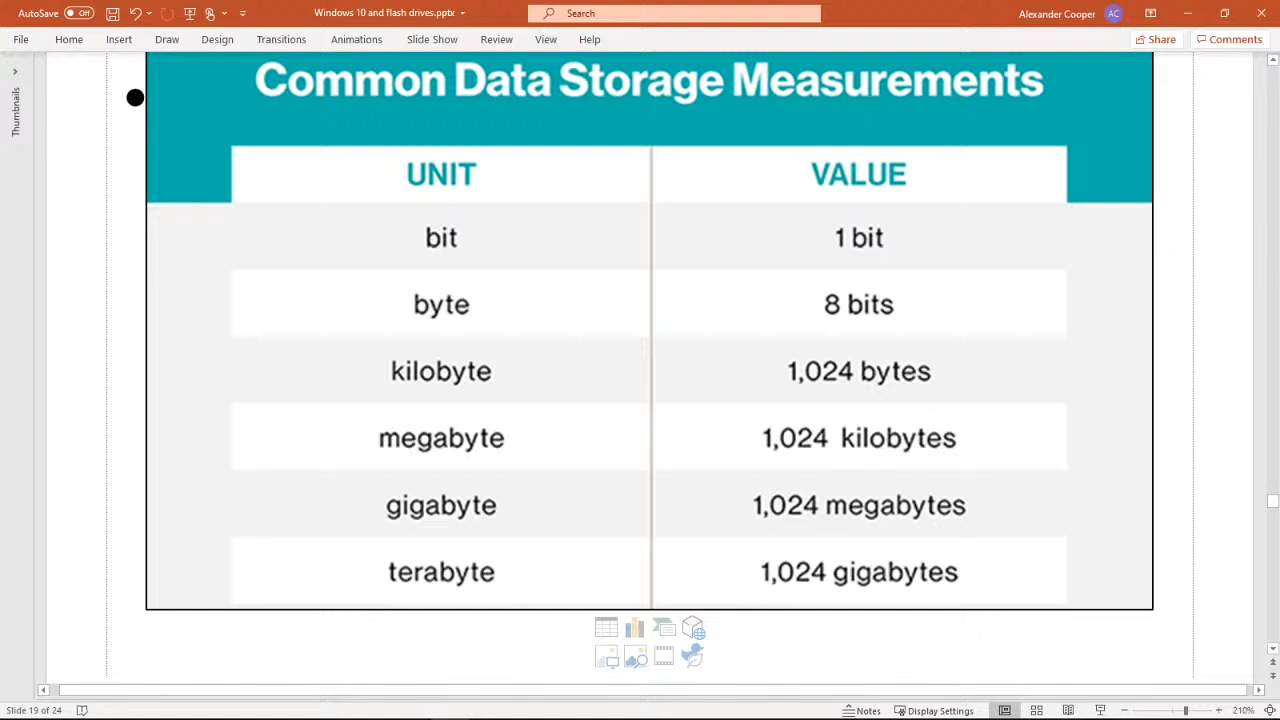 AutoSave Off Windows 10 and flash drives.pptx Search Alexander Cooper AC
File Home Insert Draw Design Transitions Animations Slide Show Review View Help Share Comments
Thumbnails
Common Data Storage Measurements
UNIT VALUE
bit 1 bit
byte 8 bits
kilobyte 1,024 bytes
megabyte 1,024 kilobytes
gigabyte 1,024 megabytes
terabyte 1,024 gigabytes
Slide 19 of 24 Notes Display Settings 210%